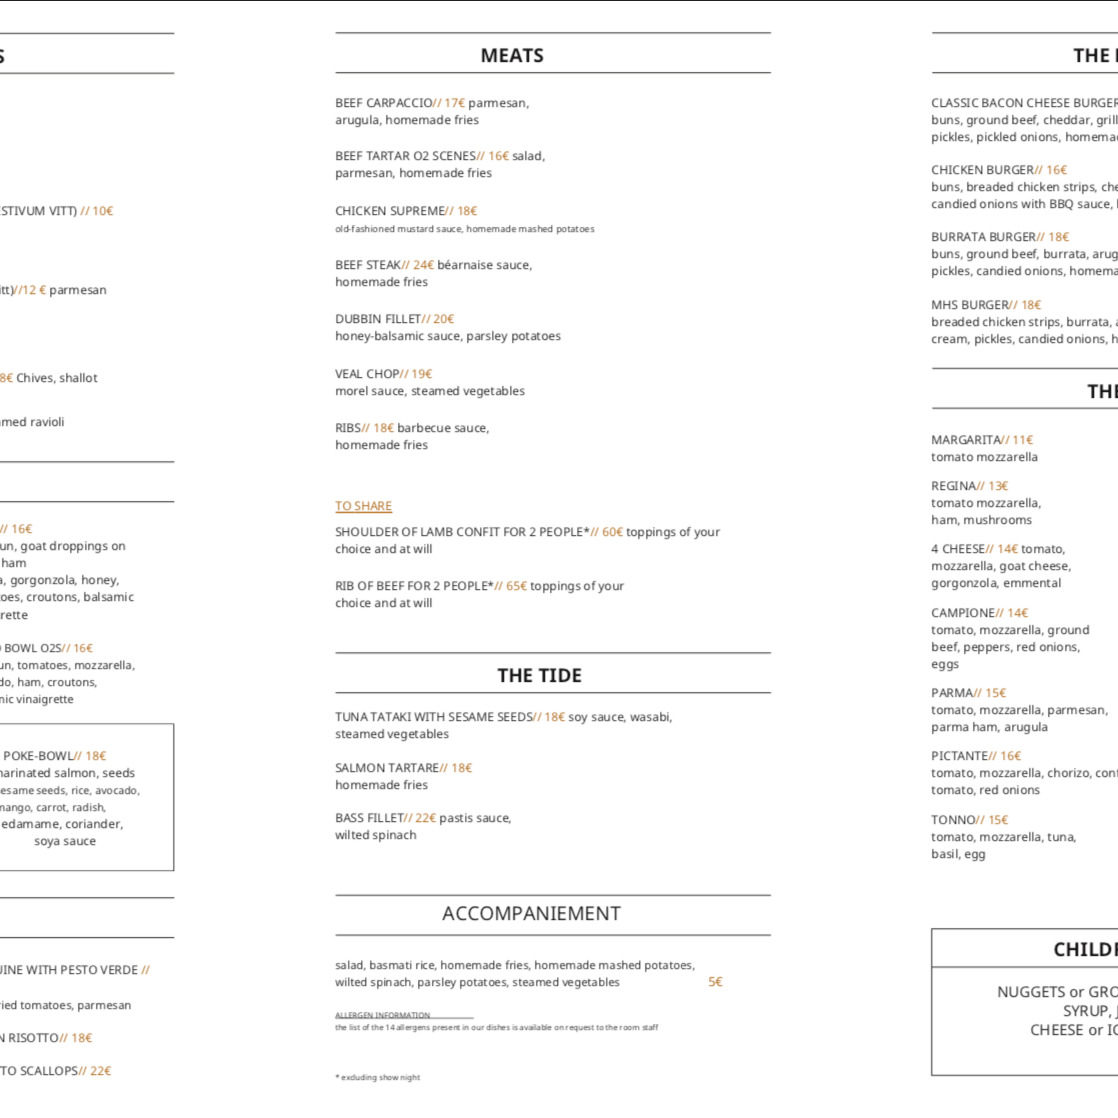 S
STIVUM VITT) // 10€
itt)//12 € parmesan
8€ Chives, shallot
med ravioli
// 16€
un, goat droppings on
ham
a, gorgonzola, honey,
oes, croutons, balsamic
rette
BOWL O2S// 16€
un, tomatoes, mozzarella,
do, ham, croutons,
nic vinaigrette
POKE-BOWL// 18€
arinated salmon, seeds
esame seeds, rice, avocado,
mango, carrot, radish,
edamame, coriander,
soya sauce
INE WITH PESTO VERDE //
ried tomatoes, parmesan
N RISOTTO// 18€
TO SCALLOPS// 22€
MEATS
BEEF CARPACCIO// 17€ parmesan,
arugula, homemade fries
BEEF TARTAR O2 SCENES// 16€ salad,
parmesan, homemade fries
CHICKEN SUPREME// 18€
old-fashioned mustard sauce, homemade mashed potatoes
BEEF STEAK// 24€ béarnaise sauce,
homemade fries
DUBBIN FILLET// 20€
honey-balsamic sauce, parsley potatoes
VEAL CHOP// 19€
morel sauce, steamed vegetables
RIBS// 18€ barbecue sauce,
homemade fries
TO SHARE
SHOULDER OF LAMB CONFIT FOR 2 PEOPLE*// 60€ toppings of your
choice and at will
RIB OF BEEF FOR 2 PEOPLE*// 65€ toppings of your
choice and at will
THE TIDE
TUNA TATAKI WITH SESAME SEEDS// 18€ soy sauce, wasabi,
steamed vegetables
SALMON TARTARE// 18€
homemade fries
BASS FILLET// 22€ pastis sauce,
wilted spinach
ACCOMPANIEMENT
salad, basmati rice, homemade fries, homemade mashed potatoes,
wilted spinach, parsley potatoes, steamed vegetables 5€
ALLERGEN INFORMATION
the list of the 14 allergens present in our dishes is available on request to the room staff
* excluding show night
THE
CLASSIC BACON CHEESE BURGER
buns, ground beef, cheddar, grill
pickles, pickled onions, homema
CHICKEN BURGER// 16€
buns, breaded chicken strips, che
candied onions with BBQ sauce,
BURRATA BURGER// 18€
buns, ground beef, burrata, arug
pickles, candied onions, homema
MHS BURGER// 18€
breaded chicken strips, burrata, a
cream, pickles, candied onions, h
THE
MARGARITA// 11€
tomato mozzarella
REGINA// 13€
tomato mozzarella,
ham, mushrooms
4 CHEESE// 14€ tomato,
mozzarella, goat cheese,
gorgonzola, emmental
CAMPIONE// 14€
tomato, mozzarella, ground
beef, peppers, red onions,
eggs
PARMA// 15€
tomato, mozzarella, parmesan,
parma ham, arugula
PICTANTE// 16€
tomato, mozzarella, chorizo, conf
tomato, red onions
TONNO// 15€
tomato, mozzarella, tuna,
basil, egg
CHILDR
NUGGETS or GRO
SYRUP, J
CHEESE or IC